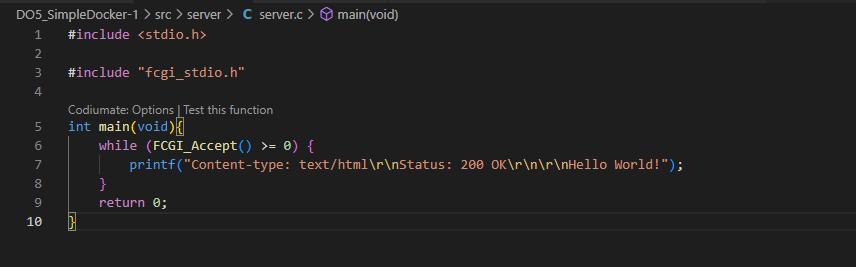 DO5_SimpleDocker-1 > src > server > C server.c > main(void)
1 #include <stdio.h>
2
3 #include "fcgi_stdio.h"
4
Codiumate: Options | Test this function
5 int main(void){
6     while (FCGI_Accept() >= 0) {
7         printf("Content-type: text/html\r\nStatus: 200 OK\r\n\r\nHello World!");
8     }
9     return 0;
10 }